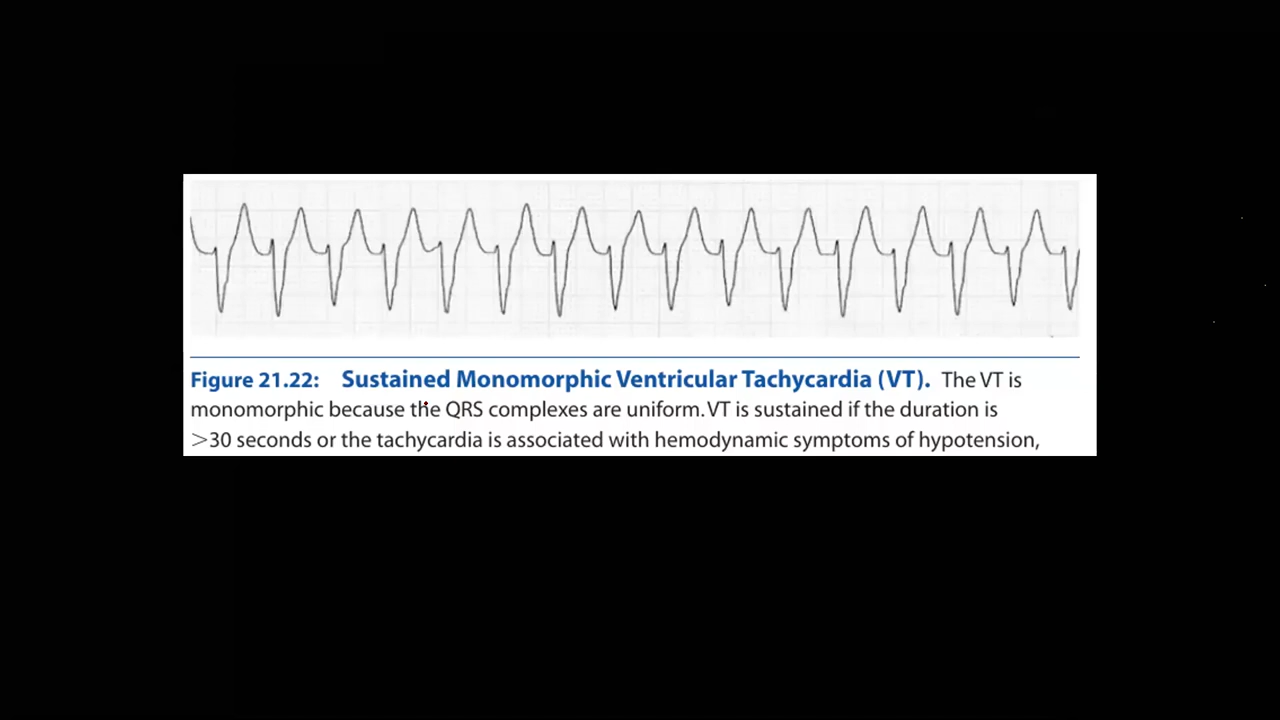 Figure 21.22: Sustained Monomorphic Ventricular Tachycardia (VT). The VT is
monomorphic because the QRS complexes are uniform. VT is sustained if the duration is
>30 seconds or the tachycardia is associated with hemodynamic symptoms of hypotension,